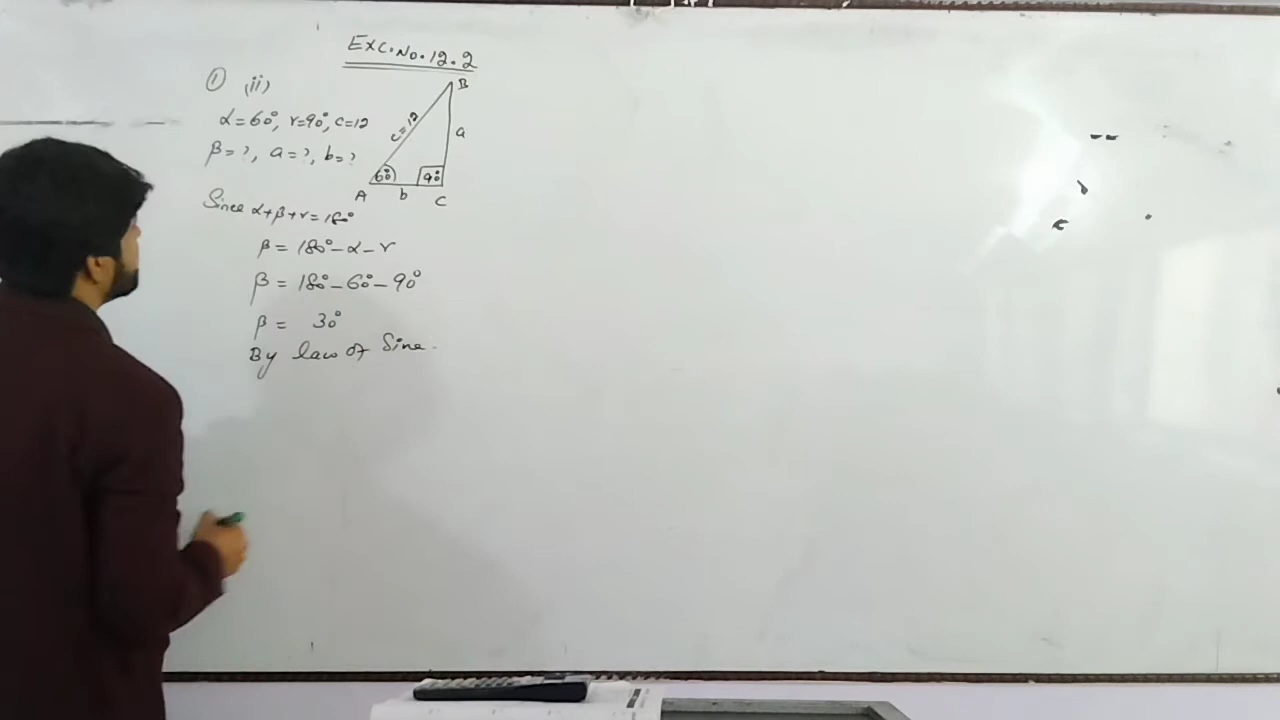 Exc.No.12.2
① (ii)
α=60°, γ=90°, c=12
β=?, a=?, b=?
B
c=12
a
60°
90°
A
b
C
Since α+β+γ=180°
β = 180°-α-γ
β = 180°-60°-90°
β = 30°
By law of Sine.